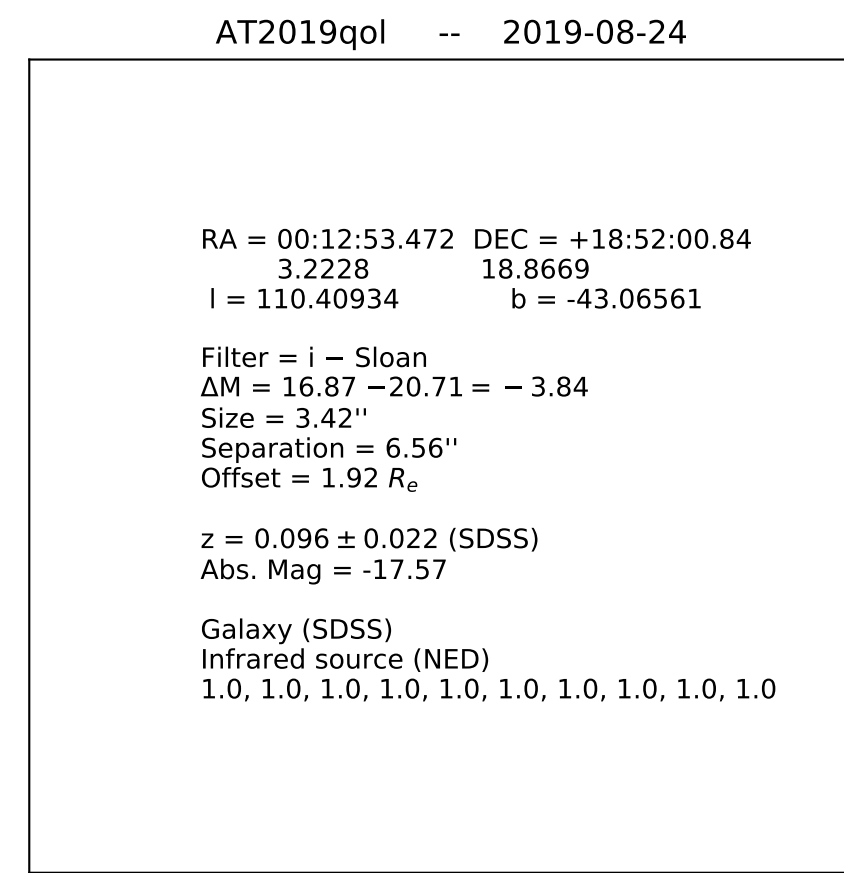 AT2019qol -- 2019-08-24
RA = 00:12:53.472 DEC = +18:52:00.84
3.2228 18.8669
l = 110.40934 b = -43.06561
Filter = i − Sloan
ΔM = 16.87 −20.71 = − 3.84
Size = 3.42''
Separation = 6.56''
Offset = 1.92 Rₑ
z = 0.096 ± 0.022 (SDSS)
Abs. Mag = -17.57
Galaxy (SDSS)
Infrared source (NED)
1.0, 1.0, 1.0, 1.0, 1.0, 1.0, 1.0, 1.0, 1.0, 1.0